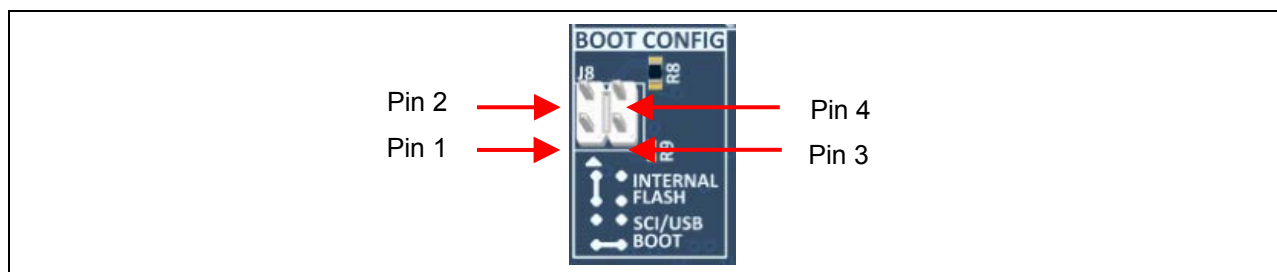 BOOT CONFIG
J8
R8
Pin 2
Pin 4
Pin 1
R9
Pin 3
INTERNAL
FLASH
SCI/USB
BOOT